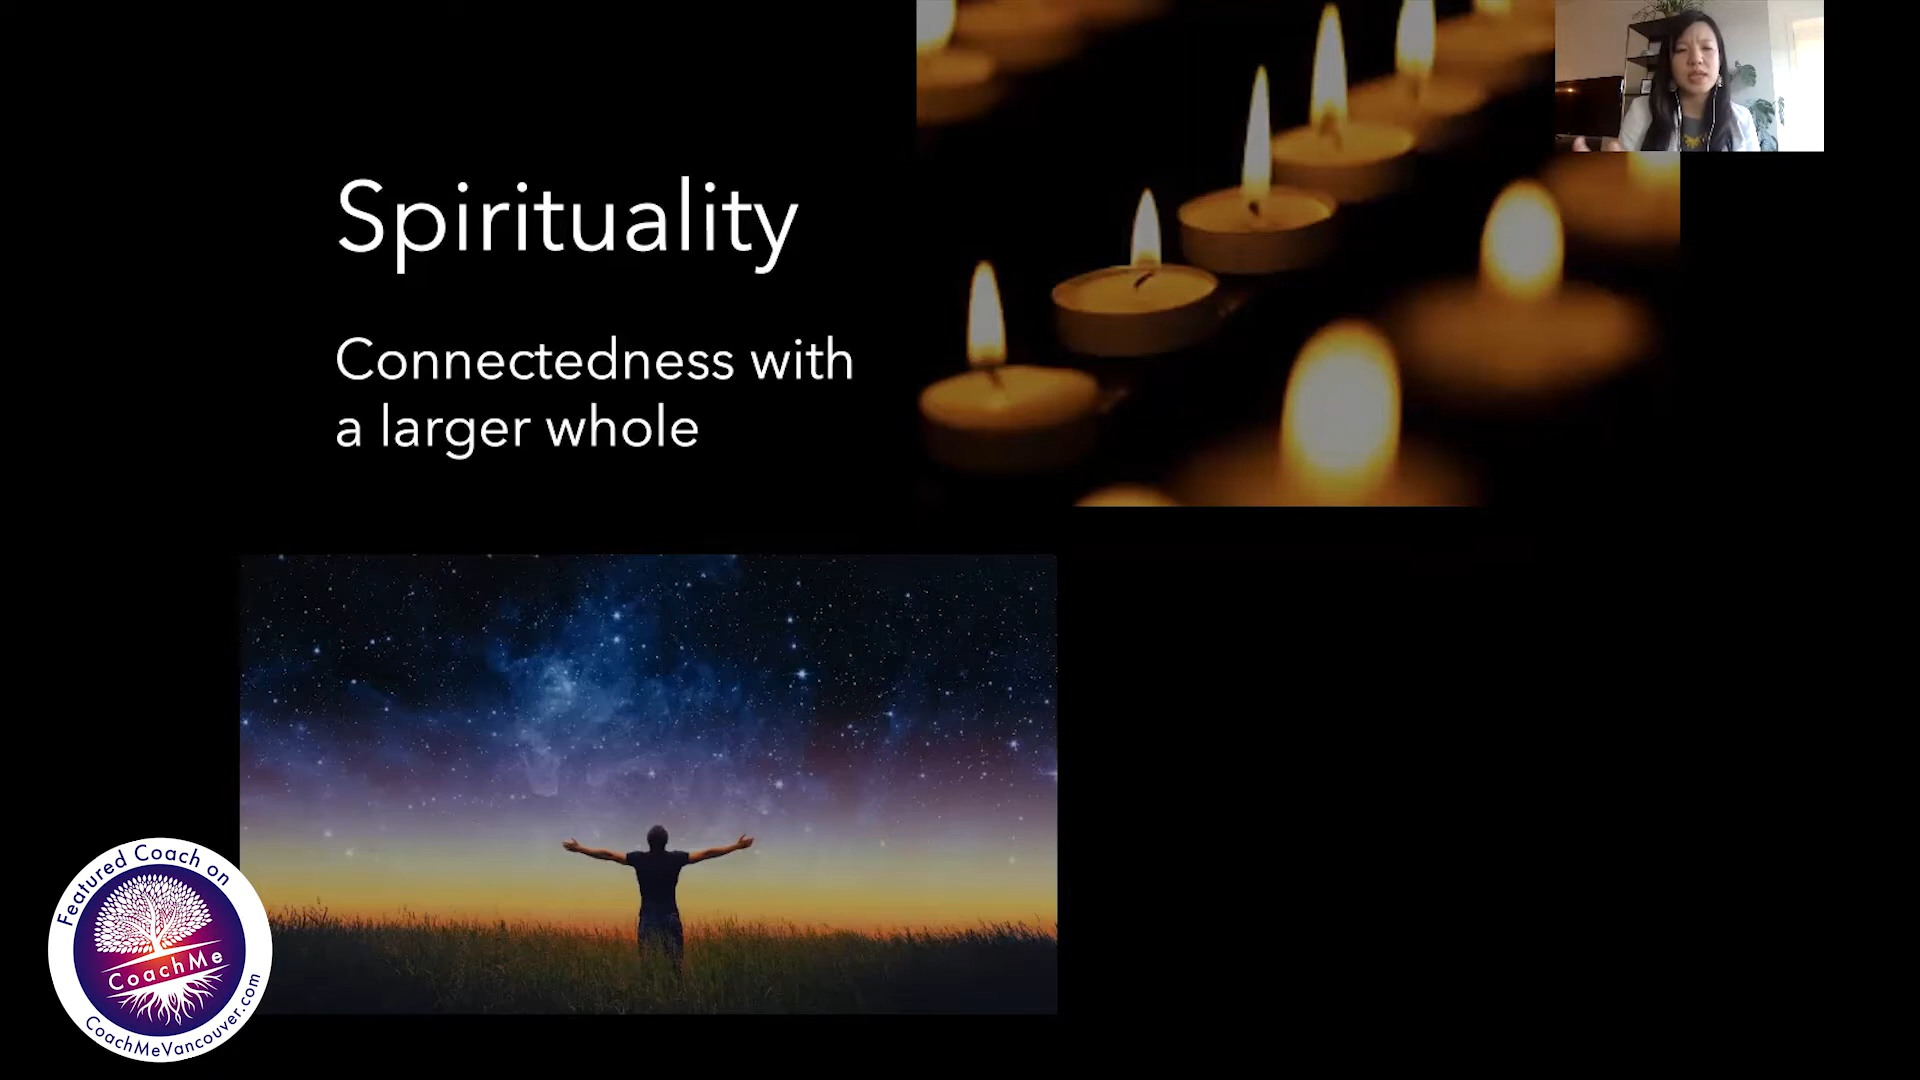 Spirituality
Connectedness with
a larger whole
Featured Coach on
CoachMe
CoachMeVancouver.com